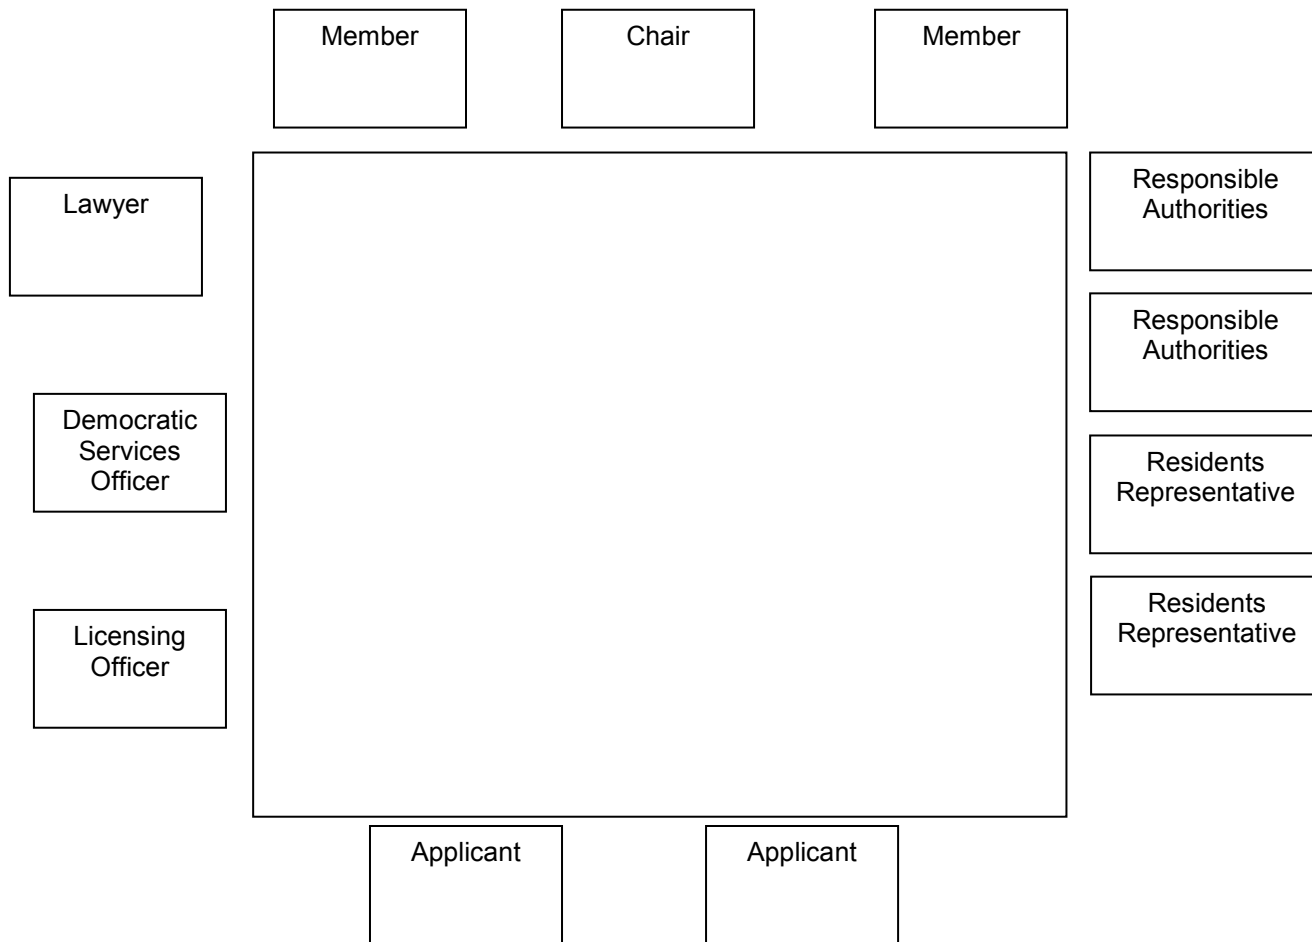 Member
Chair
Member
Lawyer
Responsible
Authorities
Responsible
Authorities
Democratic
Services
Officer
Residents
Representative
Licensing
Officer
Residents
Representative
Applicant
Applicant